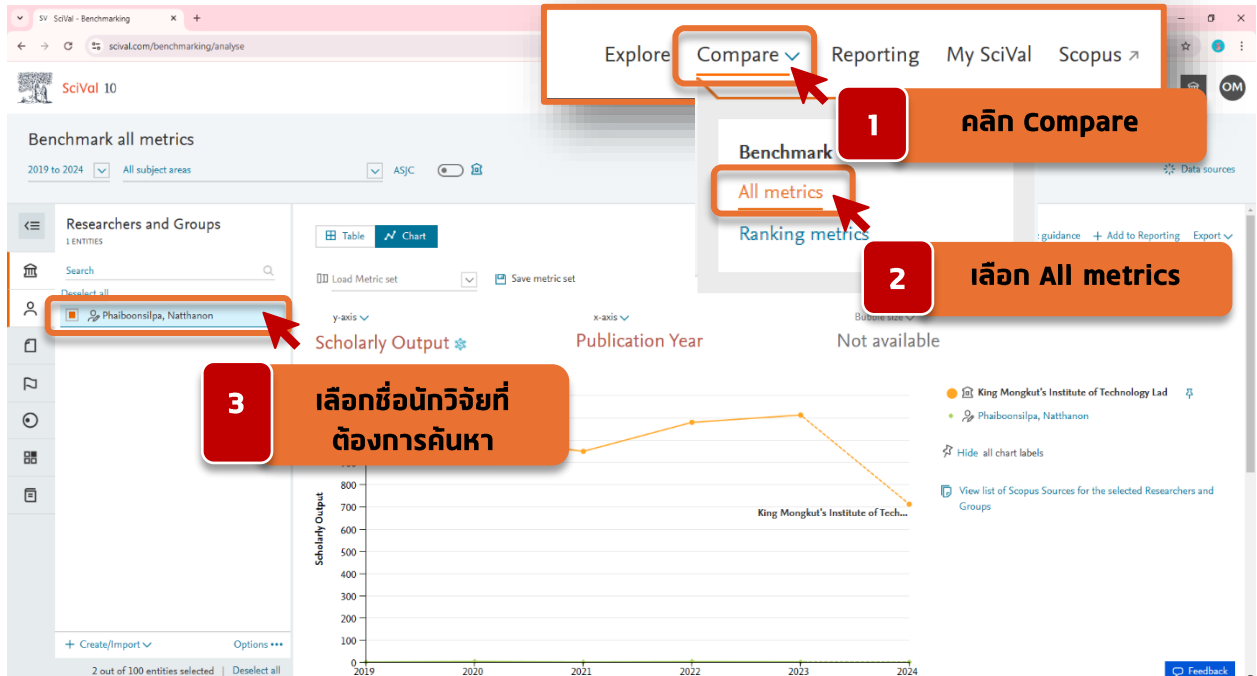 SV SciVal - Benchmarking
scival.com/benchmarking/analyse
Explore Compare Reporting My SciVal Scopus
SciVal 10
OM
1 คลิก Compare
Benchmark all metrics
Benchmark
2019 to 2024 All subject areas ASJC
Data sources
All metrics
Ranking metrics
Researchers and Groups
1 ENTITIES
Table Chart
guidance + Add to Reporting Export
2 เลือก All metrics
Search
Load Metric set Save metric set
Deselect all
Phaiboonsilpa, Natthanon
y-axis x-axis Bubble size
Scholarly Output Publication Year Not available
3 เลือกชื่อนักวิจัยที่
ต้องการค้นหา
King Mongkut's Institute of Technology Lad
Phaiboonsilpa, Natthanon
Hide all chart labels
View list of Scopus Sources for the selected Researchers and
Groups
Scholarly Output
800
700
600
500
400
300
200
100
0
King Mongkut's Institute of Tech...
2019 2020 2021 2022 2023 2024
+ Create/Import Options •••
2 out of 100 entities selected | Deselect all
Feedback